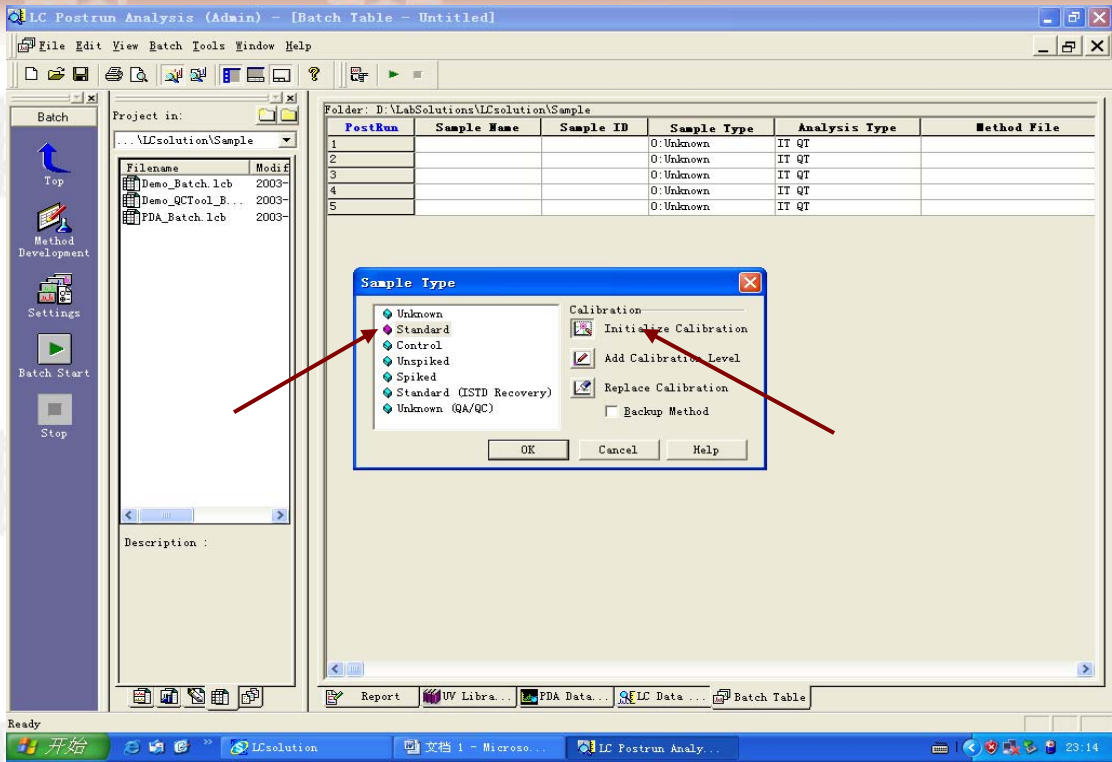 LC Postrun Analysis (Admin) - [Batch Table - Untitled]
File Edit View Batch Tools Window Help
Batch
Top
Method Development
Settings
Batch Start
Stop
Project in:
...\LCsolution\Sample
Filename Modif
Demo_Batch.lcb 2003-
Demo_QCTool_B... 2003-
PDA_Batch.lcb 2003-
Description :
Folder: D:\LabSolutions\LCsolution\Sample
PostRun Sample Name Sample ID Sample Type Analysis Type Method File
1 0:Unknown IT QT
2 0:Unknown IT QT
3 0:Unknown IT QT
4 0:Unknown IT QT
5 0:Unknown IT QT
Sample Type
Unknown
Standard
Control
Unspiked
Spiked
Standard (ISTD Recovery)
Unknown (QA/QC)
Calibration
Initialize Calibration
Add Calibration Level
Replace Calibration
Backup Method
OK Cancel Help
Report UV Libra... PDA Data... LC Data ... Batch Table
Ready
开始 LCsolution 文档 1 - Microso... LC Postrun Analy... 23:14